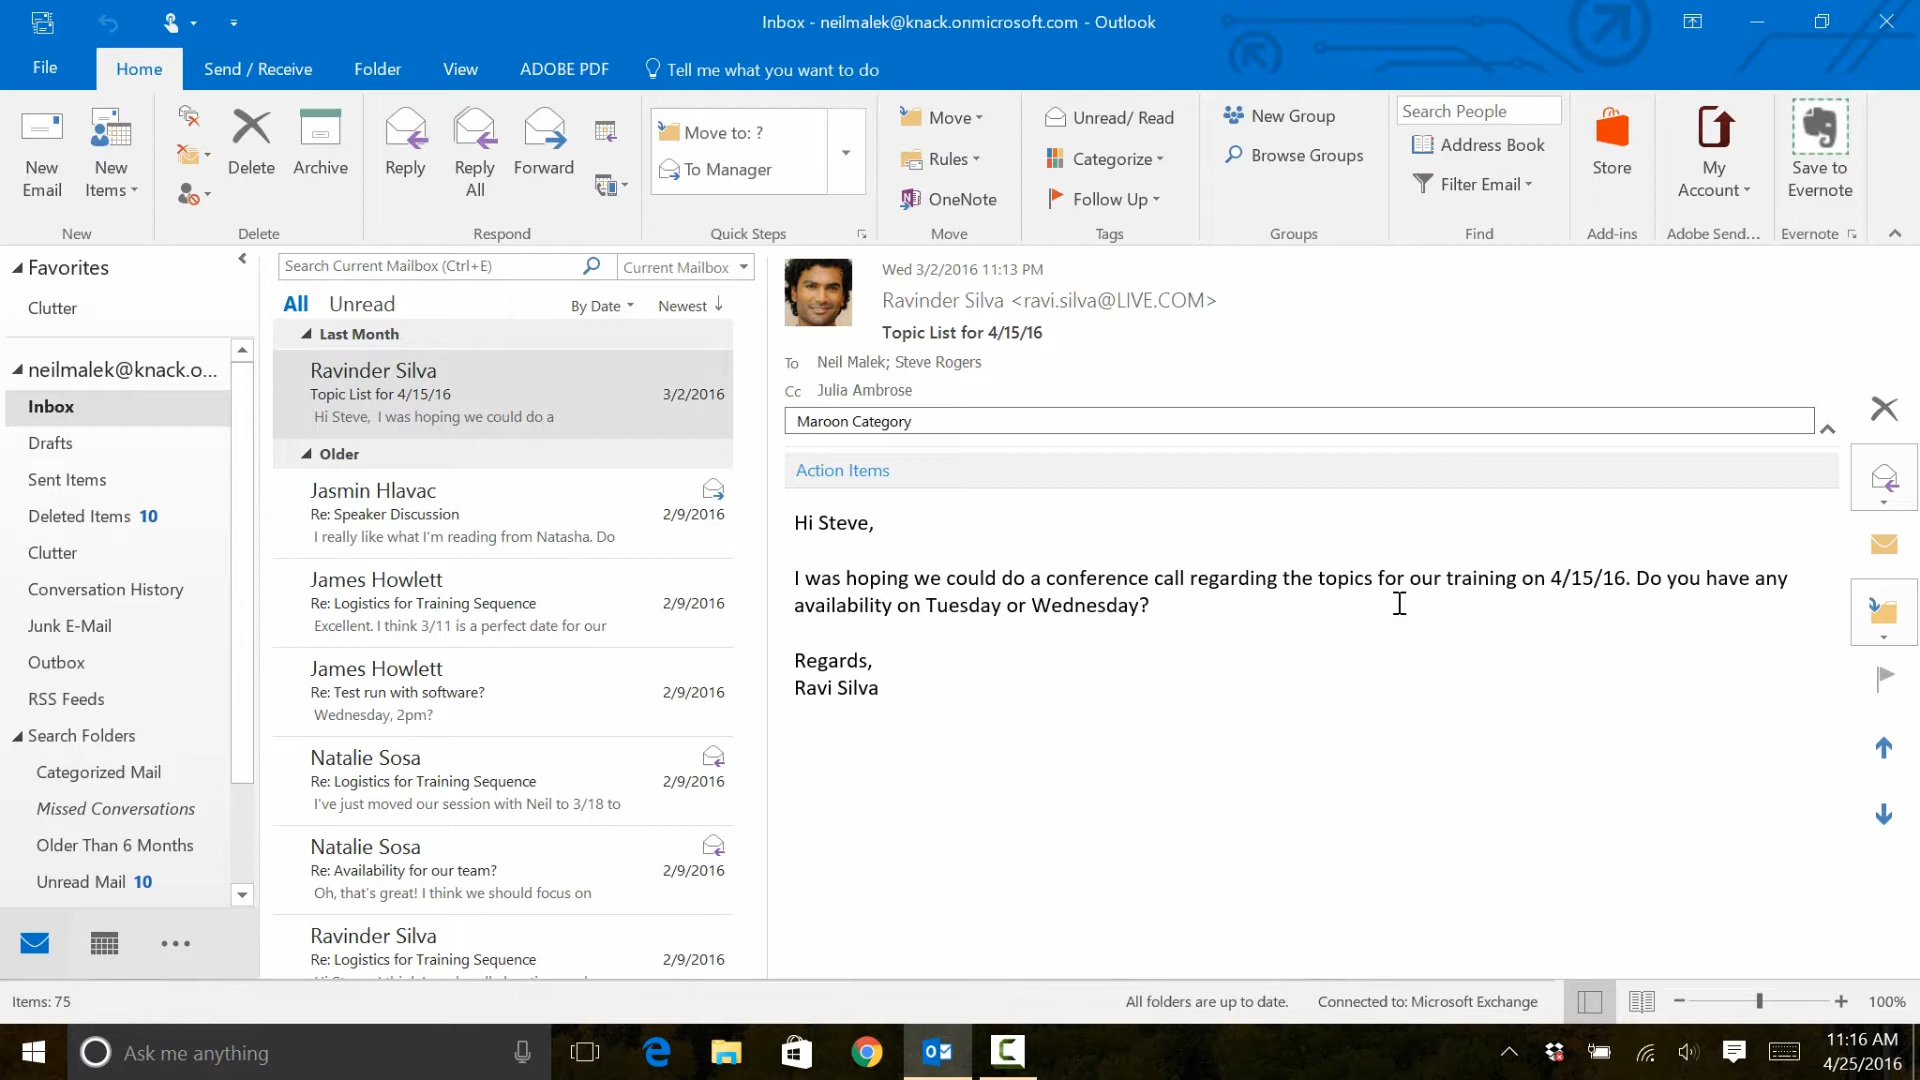 Inbox - neilmalek@knack.onmicrosoft.com - Outlook
File Home Send / Receive Folder View ADOBE PDF Tell me what you want to do
New Email
New Items
Delete
Archive
Reply
Reply All
Forward
Move to: ?
To Manager
Move
Rules
OneNote
Unread/ Read
Categorize
Follow Up
New Group
Browse Groups
Search People
Address Book
Filter Email
Store
My Account
Save to Evernote
New Delete Respond Quick Steps Move Tags Groups Find Add-ins Adobe Send... Evernote
Favorites
Clutter
neilmalek@knack.o...
Inbox
Drafts
Sent Items
Deleted Items 10
Clutter
Conversation History
Junk E-Mail
Outbox
RSS Feeds
Search Folders
Categorized Mail
Missed Conversations
Older Than 6 Months
Unread Mail 10
Search Current Mailbox (Ctrl+E) Current Mailbox
All Unread By Date Newest
Last Month
Ravinder Silva
Topic List for 4/15/16 3/2/2016
Hi Steve, I was hoping we could do a
Older
Jasmin Hlavac
Re: Speaker Discussion 2/9/2016
I really like what I'm reading from Natasha. Do
James Howlett
Re: Logistics for Training Sequence 2/9/2016
Excellent. I think 3/11 is a perfect date for our
James Howlett
Re: Test run with software? 2/9/2016
Wednesday, 2pm?
Natalie Sosa
Re: Logistics for Training Sequence 2/9/2016
I've just moved our session with Neil to 3/18 to
Natalie Sosa
Re: Availability for our team? 2/9/2016
Oh, that's great! I think we should focus on
Ravinder Silva
Re: Logistics for Training Sequence 2/9/2016
Wed 3/2/2016 11:13 PM
Ravinder Silva <ravi.silva@LIVE.COM>
Topic List for 4/15/16
To Neil Malek; Steve Rogers
Cc Julia Ambrose
Maroon Category
Action Items
Hi Steve,
I was hoping we could do a conference call regarding the topics for our training on 4/15/16. Do you have any
availability on Tuesday or Wednesday?
Regards,
Ravi Silva
Items: 75 All folders are up to date. Connected to: Microsoft Exchange 100%
Ask me anything
11:16 AM
4/25/2016